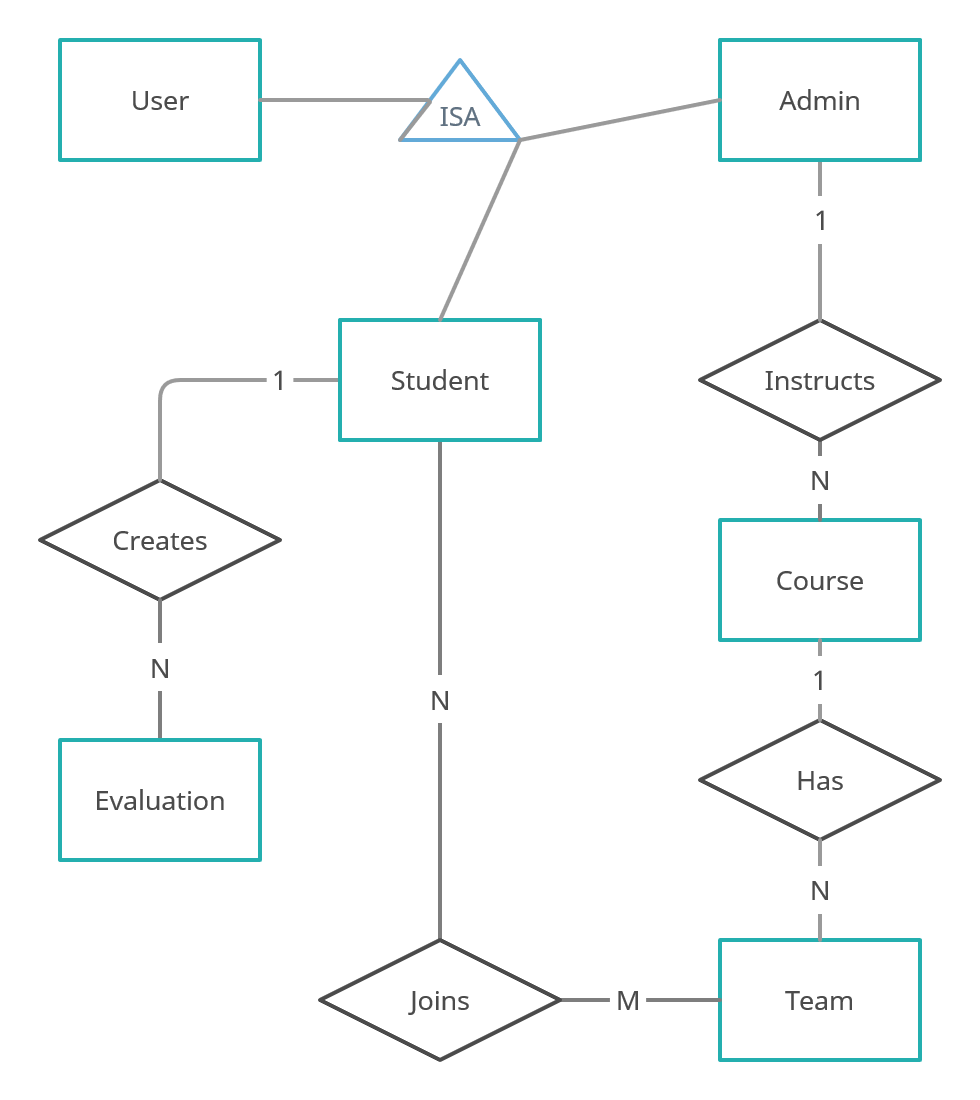 User
ISA
Admin
1
Student
1
Instructs
N
Creates
Course
N
1
N
Evaluation
Has
N
Joins
M
Team